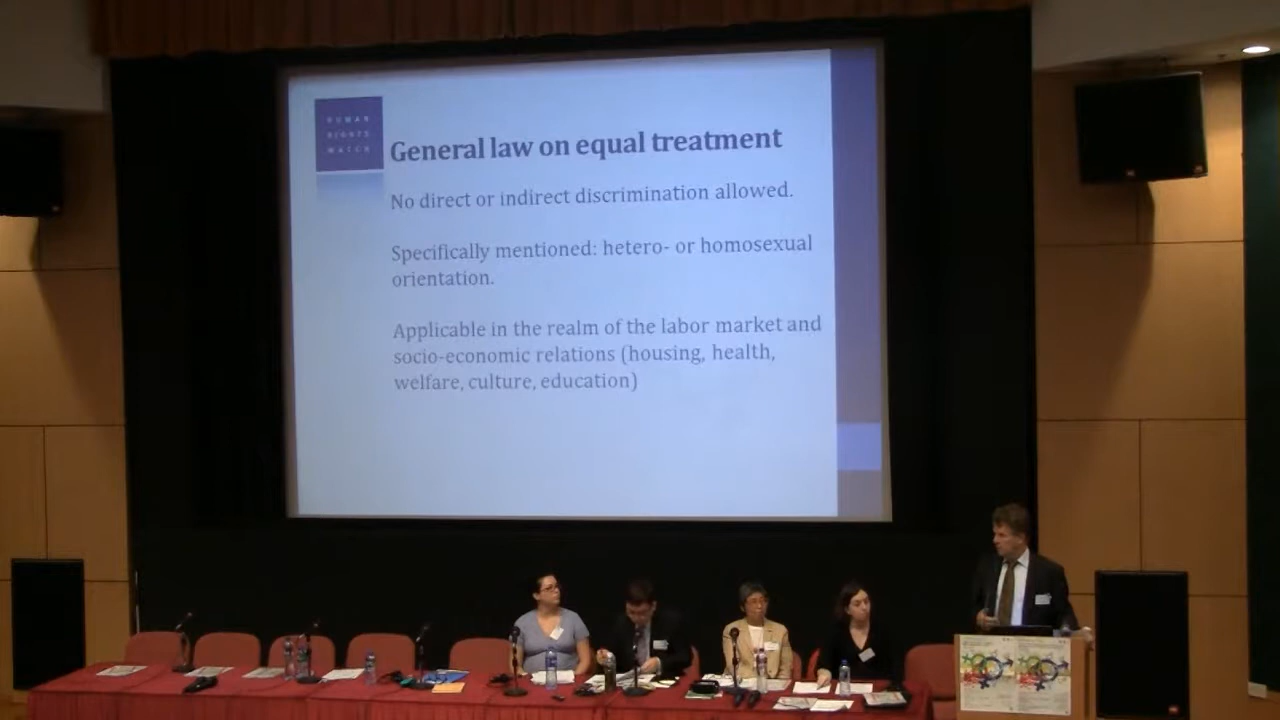 HUMAN
RIGHTS
WATCH
General law on equal treatment
No direct or indirect discrimination allowed.
Specifically mentioned: hetero- or homosexual
orientation.
Applicable in the realm of the labor market and
socio-economic relations (housing, health,
welfare, culture, education)